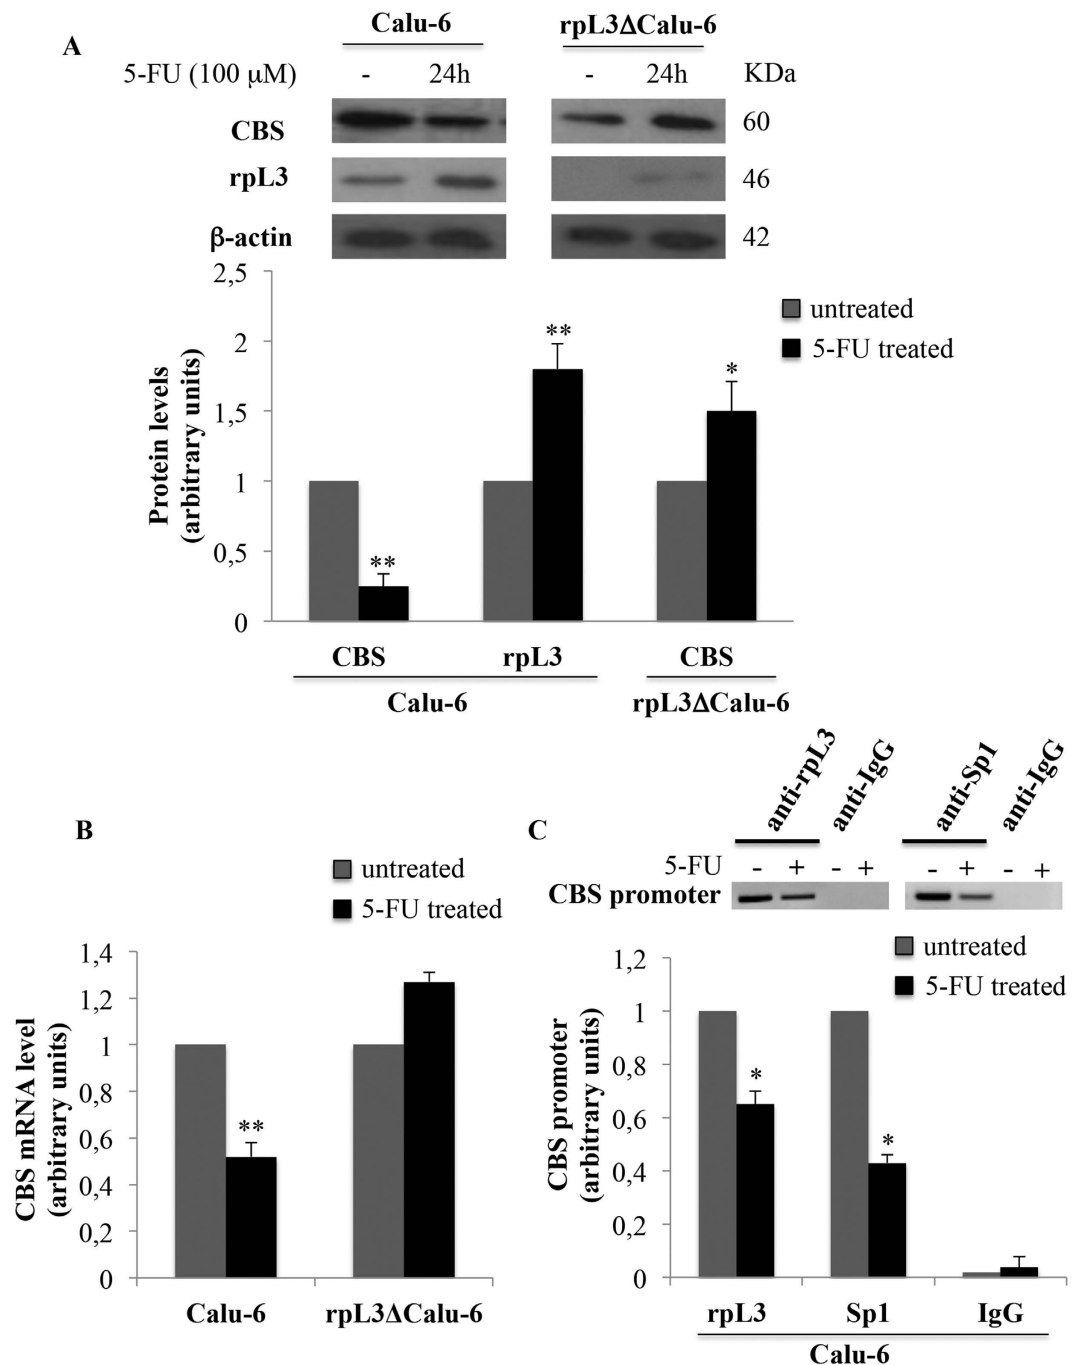 A
Calu-6 rpL3ΔCalu-6
5-FU (100 μM) - 24h - 24h KDa
CBS 60
rpL3 46
β-actin 42
2,5
2
1,5
1
0,5
0
Protein levels
(arbitrary units)
untreated
5-FU treated
**
**
*
CBS rpL3 CBS
Calu-6 rpL3ΔCalu-6
B
untreated
5-FU treated
1,4
1,2
1
0,8
0,6
0,4
0,2
0
CBS mRNA level
(arbitrary units)
**
Calu-6 rpL3ΔCalu-6
C
anti-rpL3 anti-IgG anti-Sp1 anti-IgG
5-FU - + - + - + - +
CBS promoter
untreated
5-FU treated
1,2
1
0,8
0,6
0,4
0,2
0
CBS promoter
(arbitrary units)
*
*
rpL3 Sp1 IgG
Calu-6